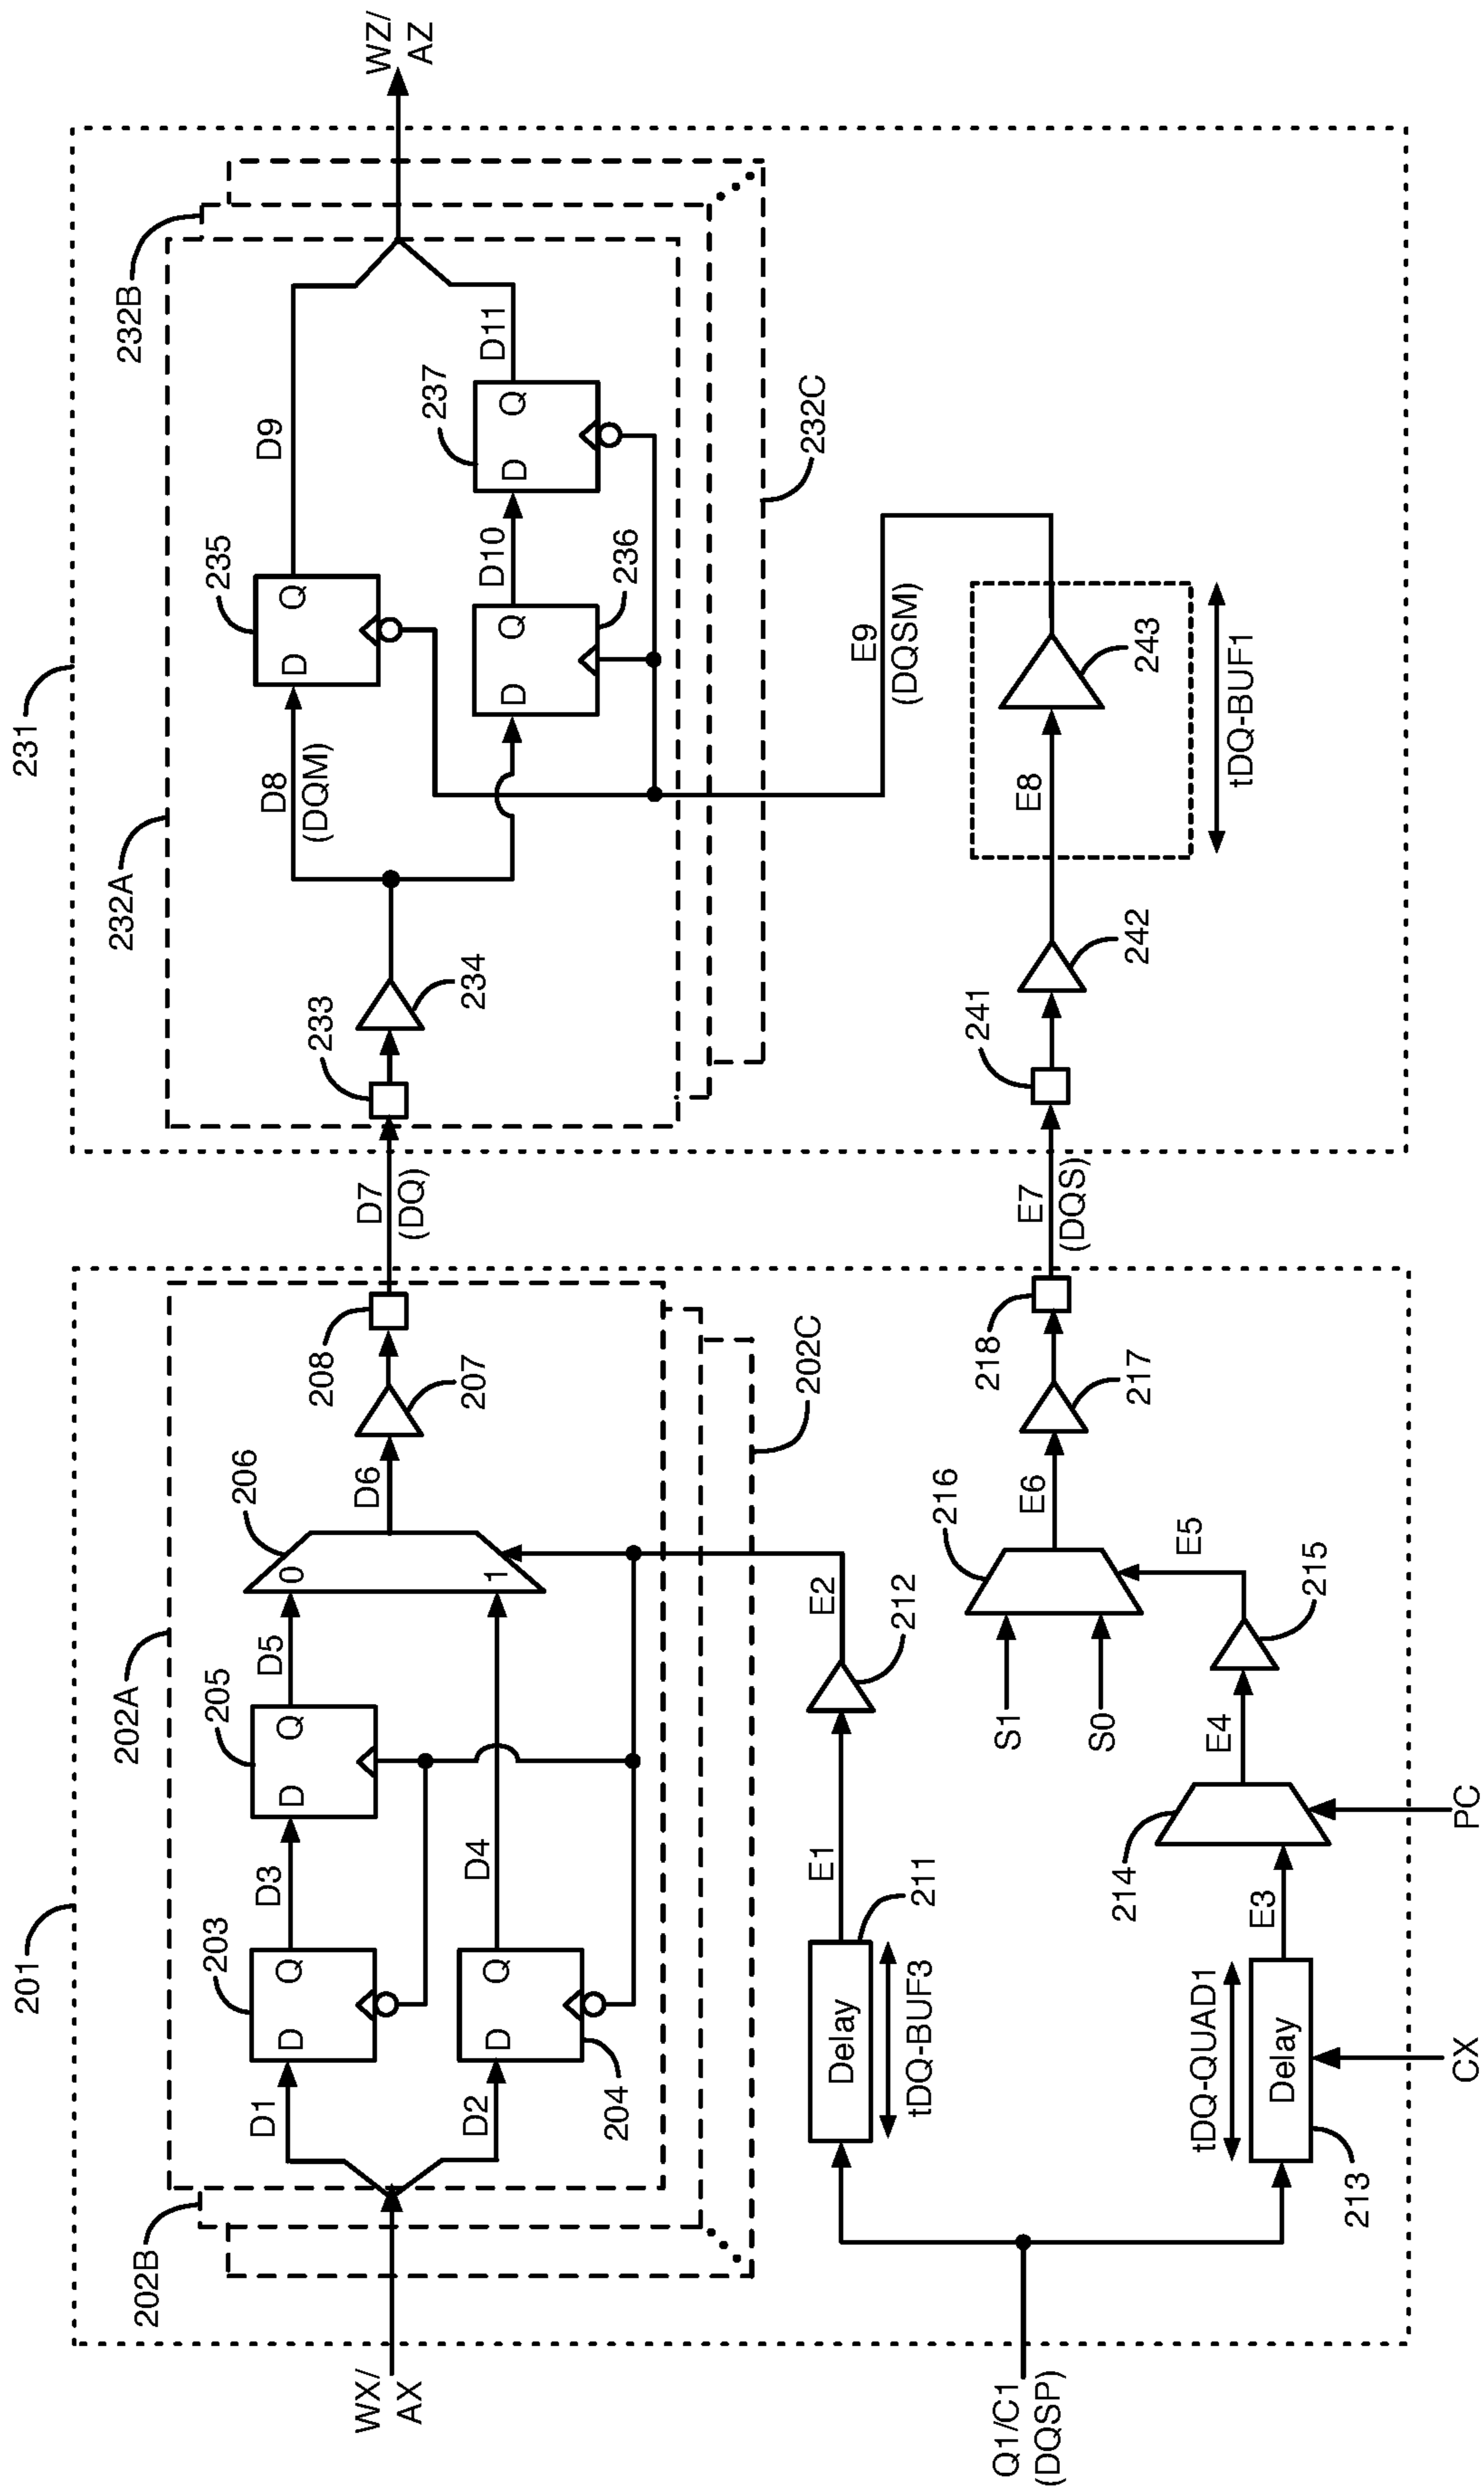 201
202A
202B
WX/
AX
D1
D2
203
D
Q
D
Q
204
D3
D4
205
D
Q
D5
206
0
1
D6
207
208
202C
D7
(DQ)
Q1/C1
(DQSP)
Delay
211
tDQ-BUF3
E1
212
E2
tDQ-QUAD1
Delay
213
CX
E3
214
PC
E4
215
E5
S1
S0
216
E6
217
218
E7
(DQS)
231
232A
232B
233
234
D8
(DQM)
235
D
Q
D9
236
D
Q
D10
237
D
Q
D11
WZ/
AZ
232C
241
242
E8
243
tDQ-BUF1
E9
(DQSM)